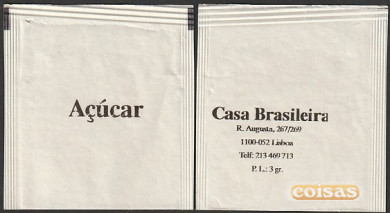 Açúcar
Casa Brasileira
R. Augusta, 267/269
1100-052 Lisboa
Telf: 213 469 713
P. L.: 3 gr.
coisas